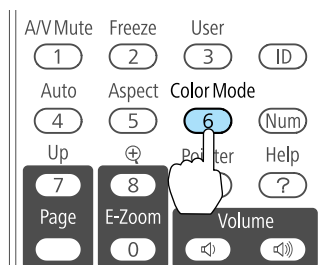 A/V Mute Freeze User
1 2 3 ID
Auto Aspect Color Mode
4 5 6 Num
Up Help
7 8 ?
Page E-Zoom Volume
0